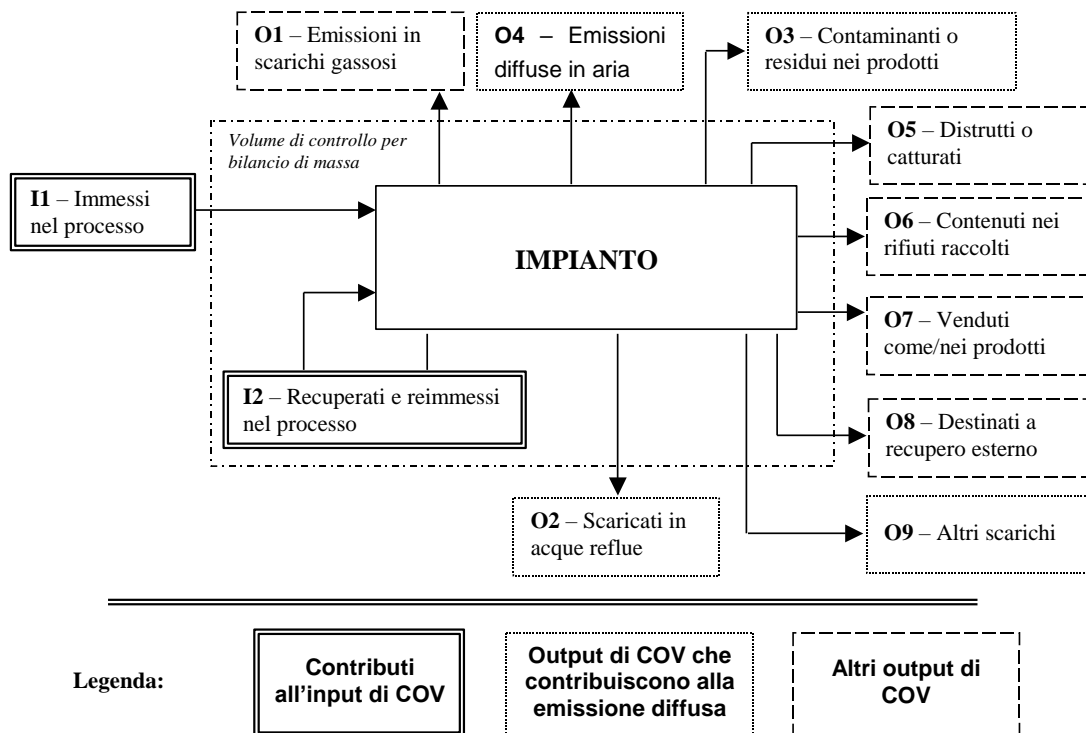 O1 – Emissioni in
scarichi gassosi
O4 – Emissioni
diffuse in aria
O3 – Contaminanti o
residui nei prodotti
Volume di controllo per
bilancio di massa
O5 – Distrutti o
catturati
I1 – Immessi
nel processo
IMPIANTO
O6 – Contenuti nei
rifiuti raccolti
O7 – Venduti
come/nei prodotti
I2 – Recuperati e reimmessi
nel processo
O8 – Destinati a
recupero esterno
O2 – Scaricati in
acque reflue
O9 – Altri scarichi
Legenda:
Contributi
all'input di COV
Output di COV che
contribuiscono alla
emissione diffusa
Altri output di
COV